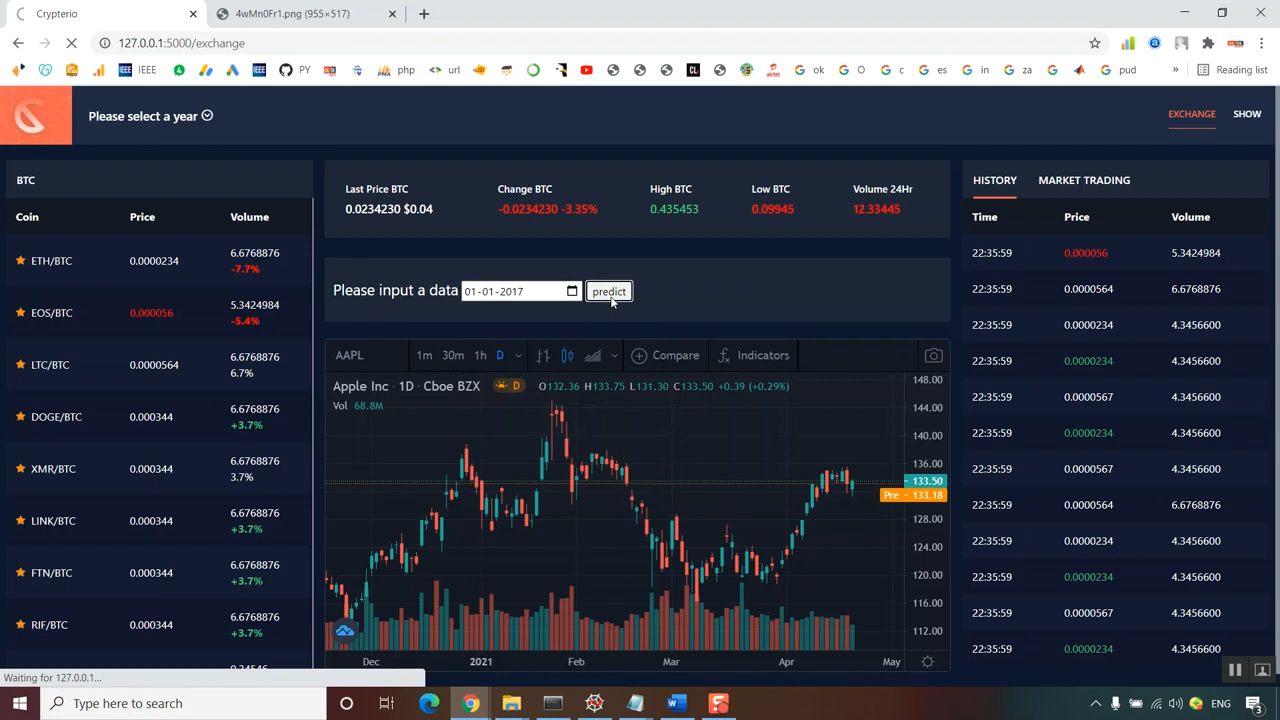 Crypterio
4wMn0Fr1.png (955×517)
127.0.0.1:5000/exchange
IEEE PY php url ok O c es in za pud » Reading list
Please select a year
EXCHANGE SHOW
BTC
Coin Price Volume
ETH/BTC 0.0000234 6.6768876
-7.7%
EOS/BTC 0.000056 5.3424984
-5.4%
LTC/BTC 0.0000564 6.6768876
6.7%
DOGE/BTC 0.000344 6.6768876
+3.7%
XMR/BTC 0.000344 6.6768876
3.7%
LINK/BTC 0.000344 6.6768876
+3.7%
FTN/BTC 0.000344 6.6768876
+3.7%
RIF/BTC 0.000344 6.6768876
+3.7%
Last Price BTC Change BTC High BTC Low BTC Volume 24Hr
0.0234230 $0.04 -0.0234230 -3.35% 0.435453 0.09945 12.33445
Please input a data 01-01-2017 predict
AAPL 1m 30m 1h D Compare Indicators
Apple Inc · 1D · Cboe BZX D O132.36 H133.75 L131.30 C133.50 +0.39 (+0.29%)
Vol 68.8M
148.00
144.00
140.00
136.00
133.50
Pre 133.18
128.00
124.00
120.00
116.00
112.00
Dec 2021 Feb Mar Apr May
HISTORY MARKET TRADING
Time Price Volume
22:35:59 0.000056 5.3424984
22:35:59 0.0000564 6.6768876
22:35:59 0.0000234 4.3456600
22:35:59 0.0000234 4.3456600
22:35:59 0.0000567 4.3456600
22:35:59 0.0000234 4.3456600
22:35:59 0.0000567 4.3456600
22:35:59 0.0000564 6.6768876
22:35:59 0.0000234 4.3456600
22:35:59 0.0000234 4.3456600
22:35:59 0.0000567 4.3456600
22:35:59 0.0000234 4.3456600
Waiting for 127.0.0.1...
Type here to search
ENG
3